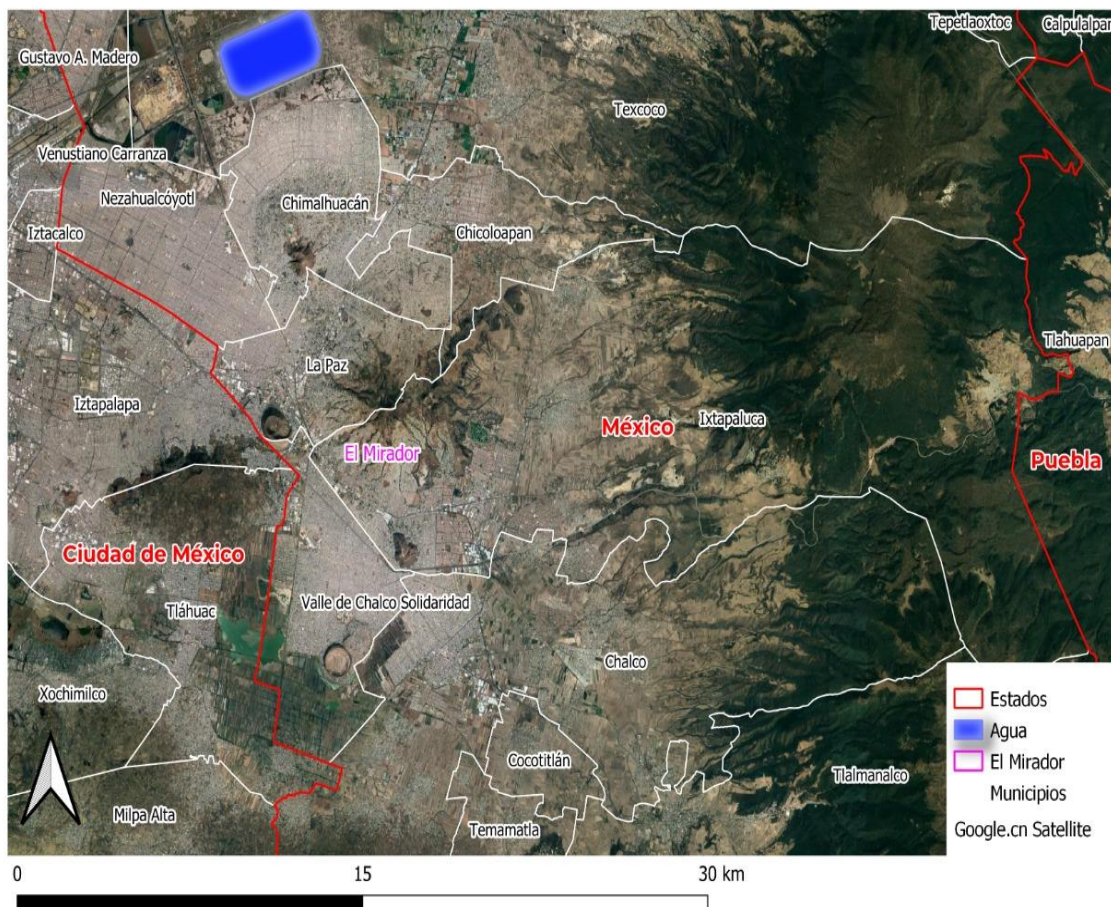 Tepetlaoxtoc
Calpulalpan
Gustavo A. Madero
Texcoco
Venustiano Carranza
Nezahualcóyotl
Chimalhuacán
Iztacalco
Chicoloapan
La Paz
Tlahuapan
Iztapalapa
México
Ixtapaluca
El Mirador
Puebla
Ciudad de México
Tláhuac
Valle de Chalco Solidaridad
Chalco
Xochimilco
Cocotitlán
Tlalmanalco
Milpa Alta
Temamatla
Estados
Agua
El Mirador
Municipios
Google.cn Satellite
0 15 30 km